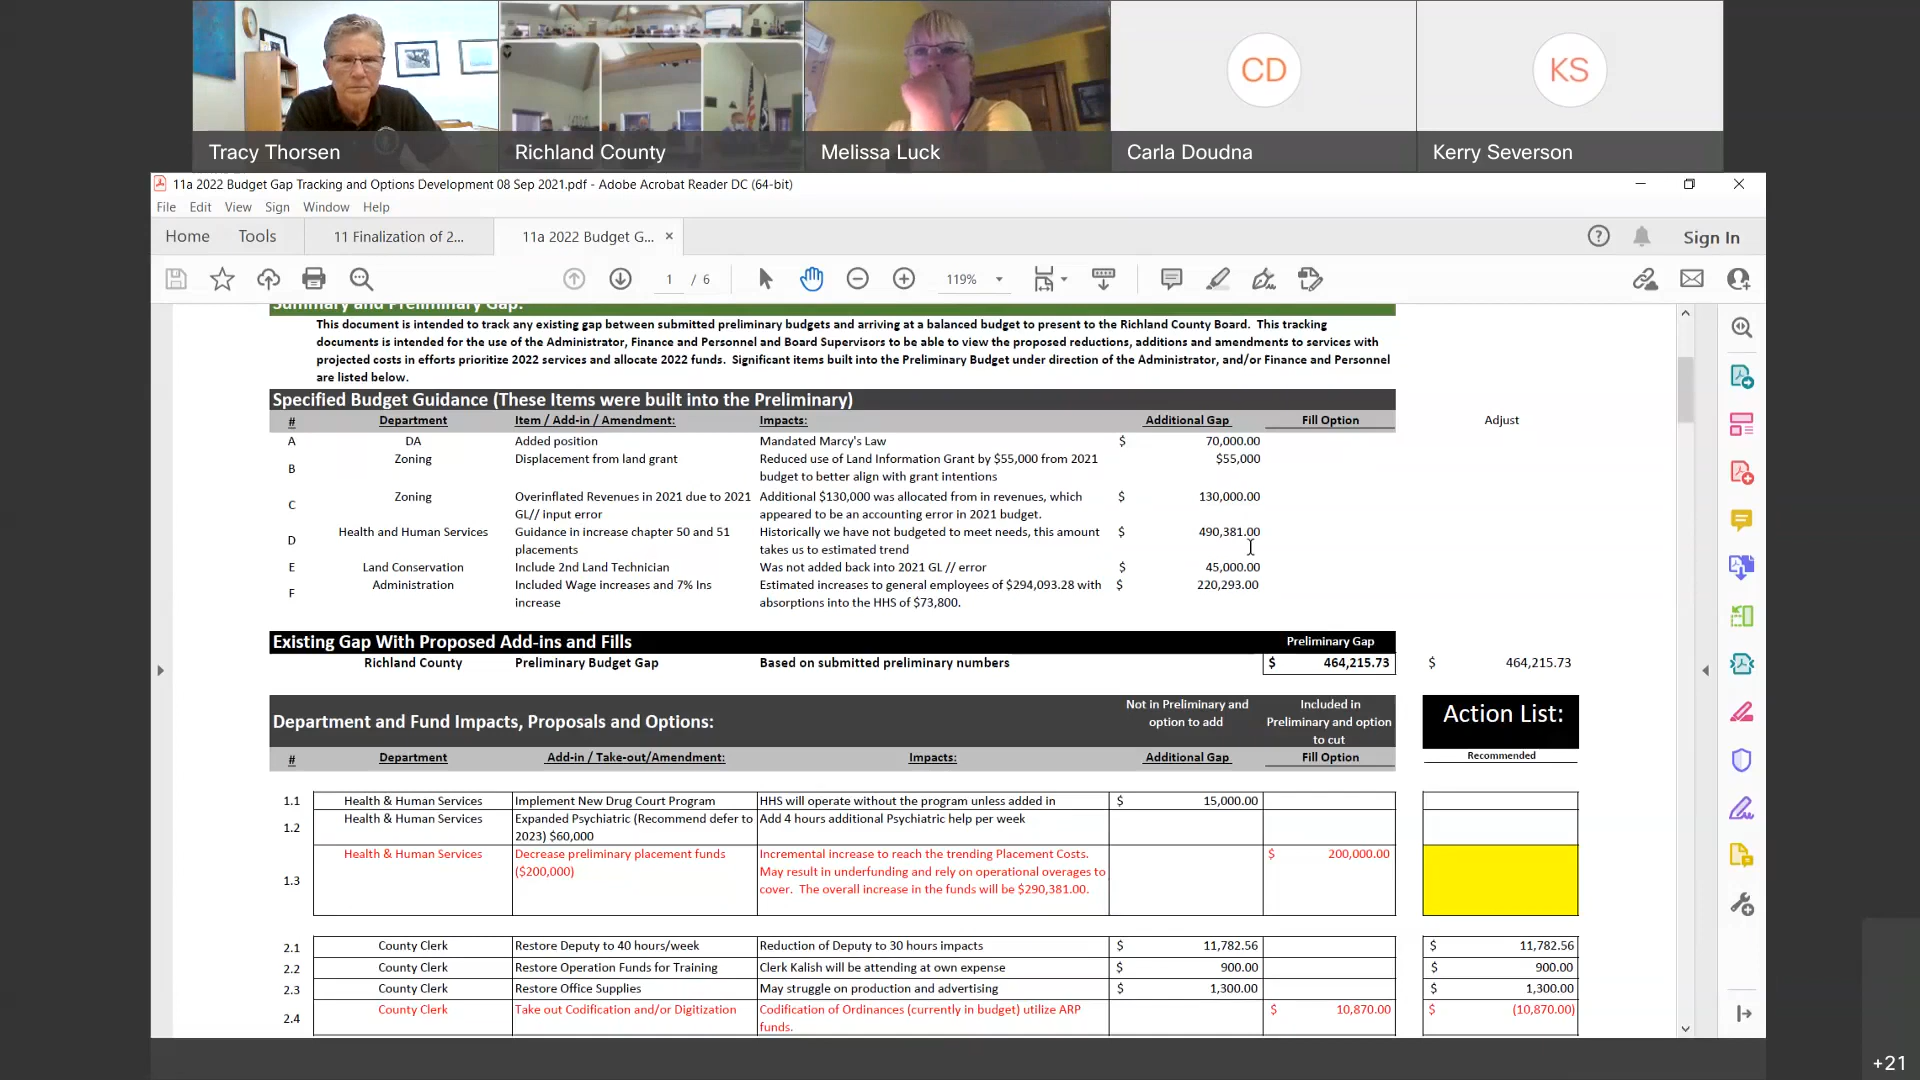 Tracy Thorsen
Richland County
Melissa Luck
CD
Carla Doudna
KS
Kerry Severson
11a 2022 Budget Gap Tracking and Options Development 08 Sep 2021.pdf - Adobe Acrobat Reader DC (64-bit)
File Edit View Sign Window Help
Home Tools 11 Finalization of 2... 11a 2022 Budget G... × Sign In
1 / 6 119%
Summary and Preliminary Gap:
This document is intended to track any existing gap between submitted preliminary budgets and arriving at a balanced budget to present to the Richland County Board. This tracking
documents is intended for the use of the Administrator, Finance and Personnel and Board Supervisors to be able to view the proposed reductions, additions and amendments to services with
projected costs in efforts prioritize 2022 services and allocate 2022 funds. Significant items built into the Preliminary Budget under direction of the Administrator, and/or Finance and Personnel
are listed below.
Specified Budget Guidance (These Items were built into the Preliminary)
# Department Item / Add-in / Amendment: Impacts: Additional Gap Fill Option Adjust
A DA Added position Mandated Marcy's Law $ 70,000.00
B Zoning Displacement from land grant Reduced use of Land Information Grant by $55,000 from 2021 $55,000
budget to better align with grant intentions
C Zoning Overinflated Revenues in 2021 due to 2021 Additional $130,000 was allocated from in revenues, which $ 130,000.00
GL// input error appeared to be an accounting error in 2021 budget.
D Health and Human Services Guidance in increase chapter 50 and 51 Historically we have not budgeted to meet needs, this amount $ 490,381.00
placements takes us to estimated trend
E Land Conservation Include 2nd Land Technician Was not added back into 2021 GL // error $ 45,000.00
F Administration Included Wage increases and 7% Ins Estimated increases to general employees of $294,093.28 with $ 220,293.00
increase absorptions into the HHS of $73,800.
Existing Gap With Proposed Add-ins and Fills Preliminary Gap
Richland County Preliminary Budget Gap Based on submitted preliminary numbers $ 464,215.73 $ 464,215.73
Department and Fund Impacts, Proposals and Options: Not in Preliminary and option to add Included in Preliminary and option to cut Action List:
# Department Add-in / Take-out/Amendment: Impacts: Additional Gap Fill Option Recommended
1.1 Health & Human Services Implement New Drug Court Program HHS will operate without the program unless added in $ 15,000.00
1.2 Health & Human Services Expanded Psychiatric (Recommend defer to Add 4 hours additional Psychiatric help per week
2023) $60,000
1.3 Health & Human Services Decrease preliminary placement funds Incremental increase to reach the trending Placement Costs. $ 200,000.00
($200,000) May result in underfunding and rely on operational overages to
cover. The overall increase in the funds will be $290,381.00.
2.1 County Clerk Restore Deputy to 40 hours/week Reduction of Deputy to 30 hours impacts $ 11,782.56 $ 11,782.56
2.2 County Clerk Restore Operation Funds for Training Clerk Kalish will be attending at own expense $ 900.00 $ 900.00
2.3 County Clerk Restore Office Supplies May struggle on production and advertising $ 1,300.00 $ 1,300.00
2.4 County Clerk Take out Codification and/or Digitization Codification of Ordinances (currently in budget) utilize ARP $ 10,870.00 $ (10,870.00)
funds.
+21